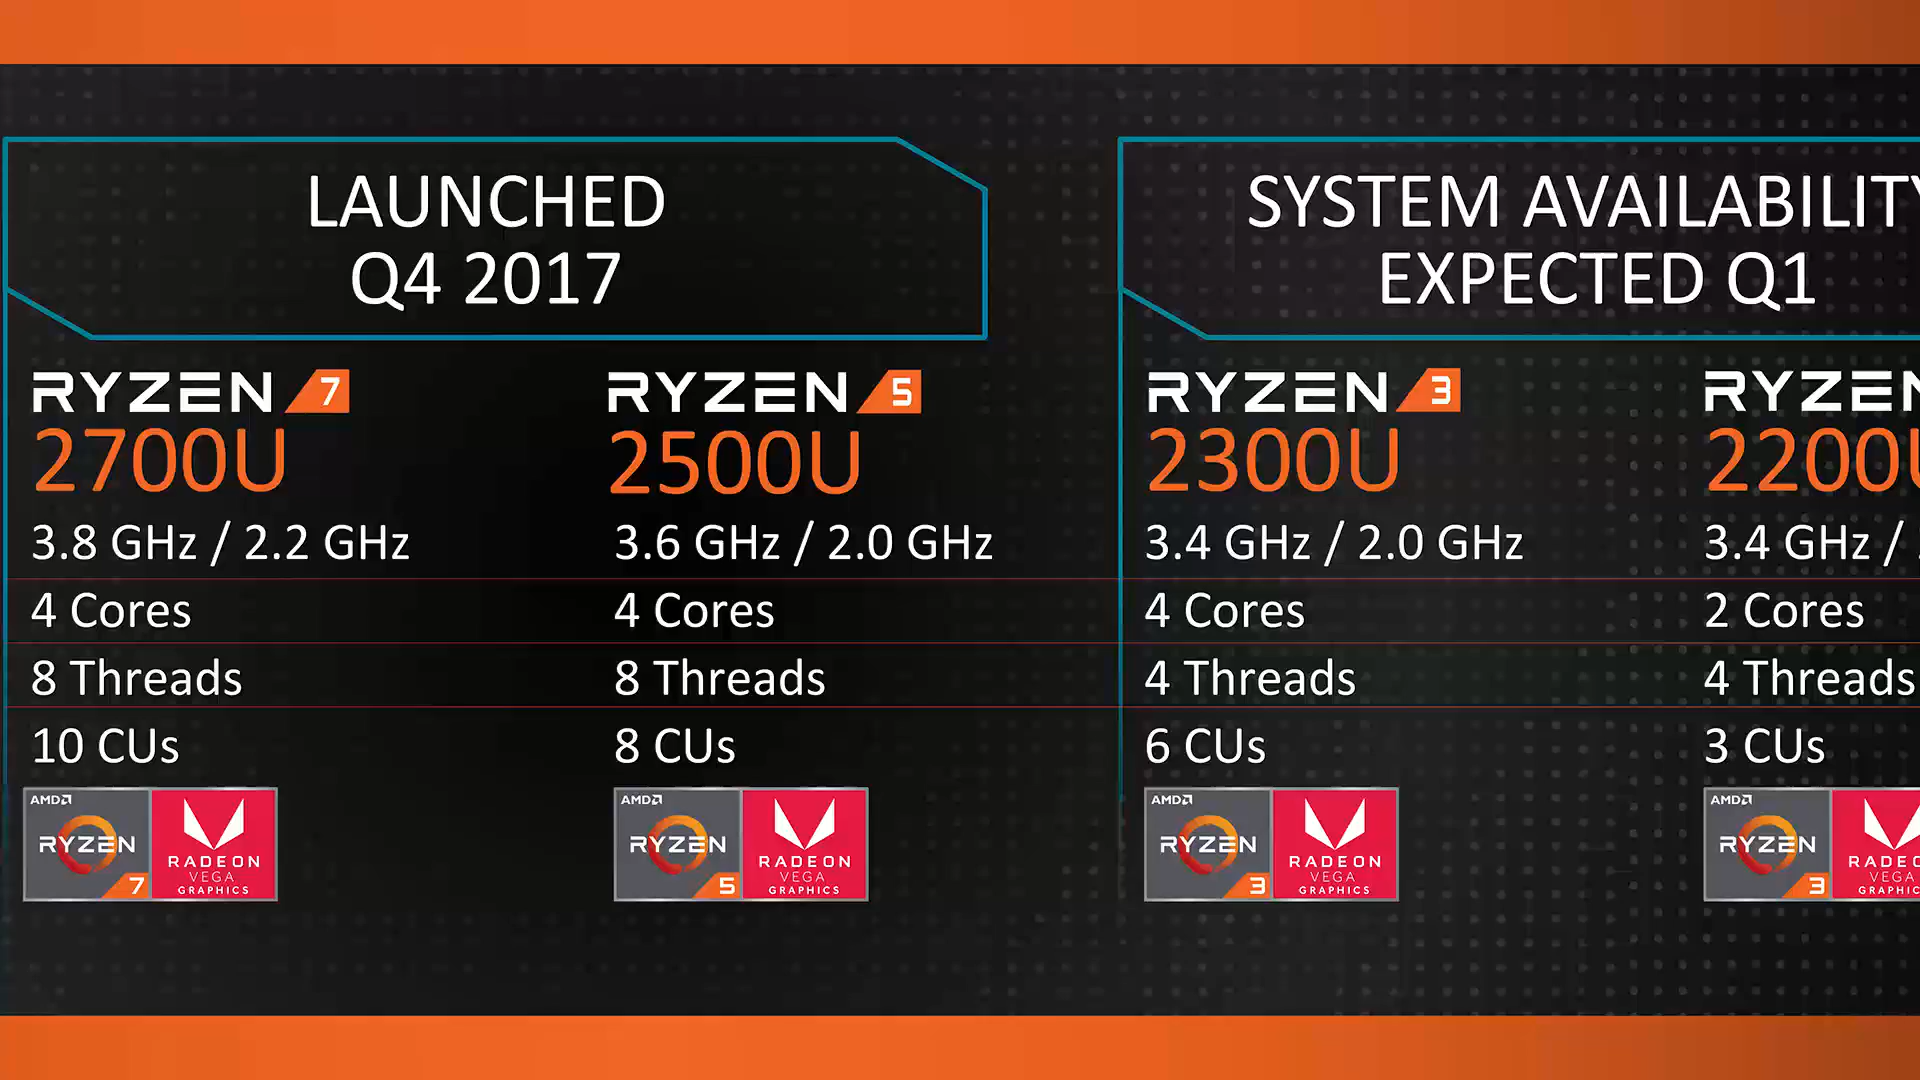 LAUNCHED
Q4 2017
SYSTEM AVAILABILITY
EXPECTED Q1
RYZEN 7
2700U
3.8 GHz / 2.2 GHz
4 Cores
8 Threads
10 CUs
AMD
RYZEN
7
RADEON
VEGA
GRAPHICS
RYZEN 5
2500U
3.6 GHz / 2.0 GHz
4 Cores
8 Threads
8 CUs
AMD
RYZEN
5
RADEON
VEGA
GRAPHICS
RYZEN 3
2300U
3.4 GHz / 2.0 GHz
4 Cores
4 Threads
6 CUs
AMD
RYZEN
3
RADEON
VEGA
GRAPHICS
RYZEN
2200U
3.4 GHz /
2 Cores
4 Threads
3 CUs
AMD
RYZEN
3